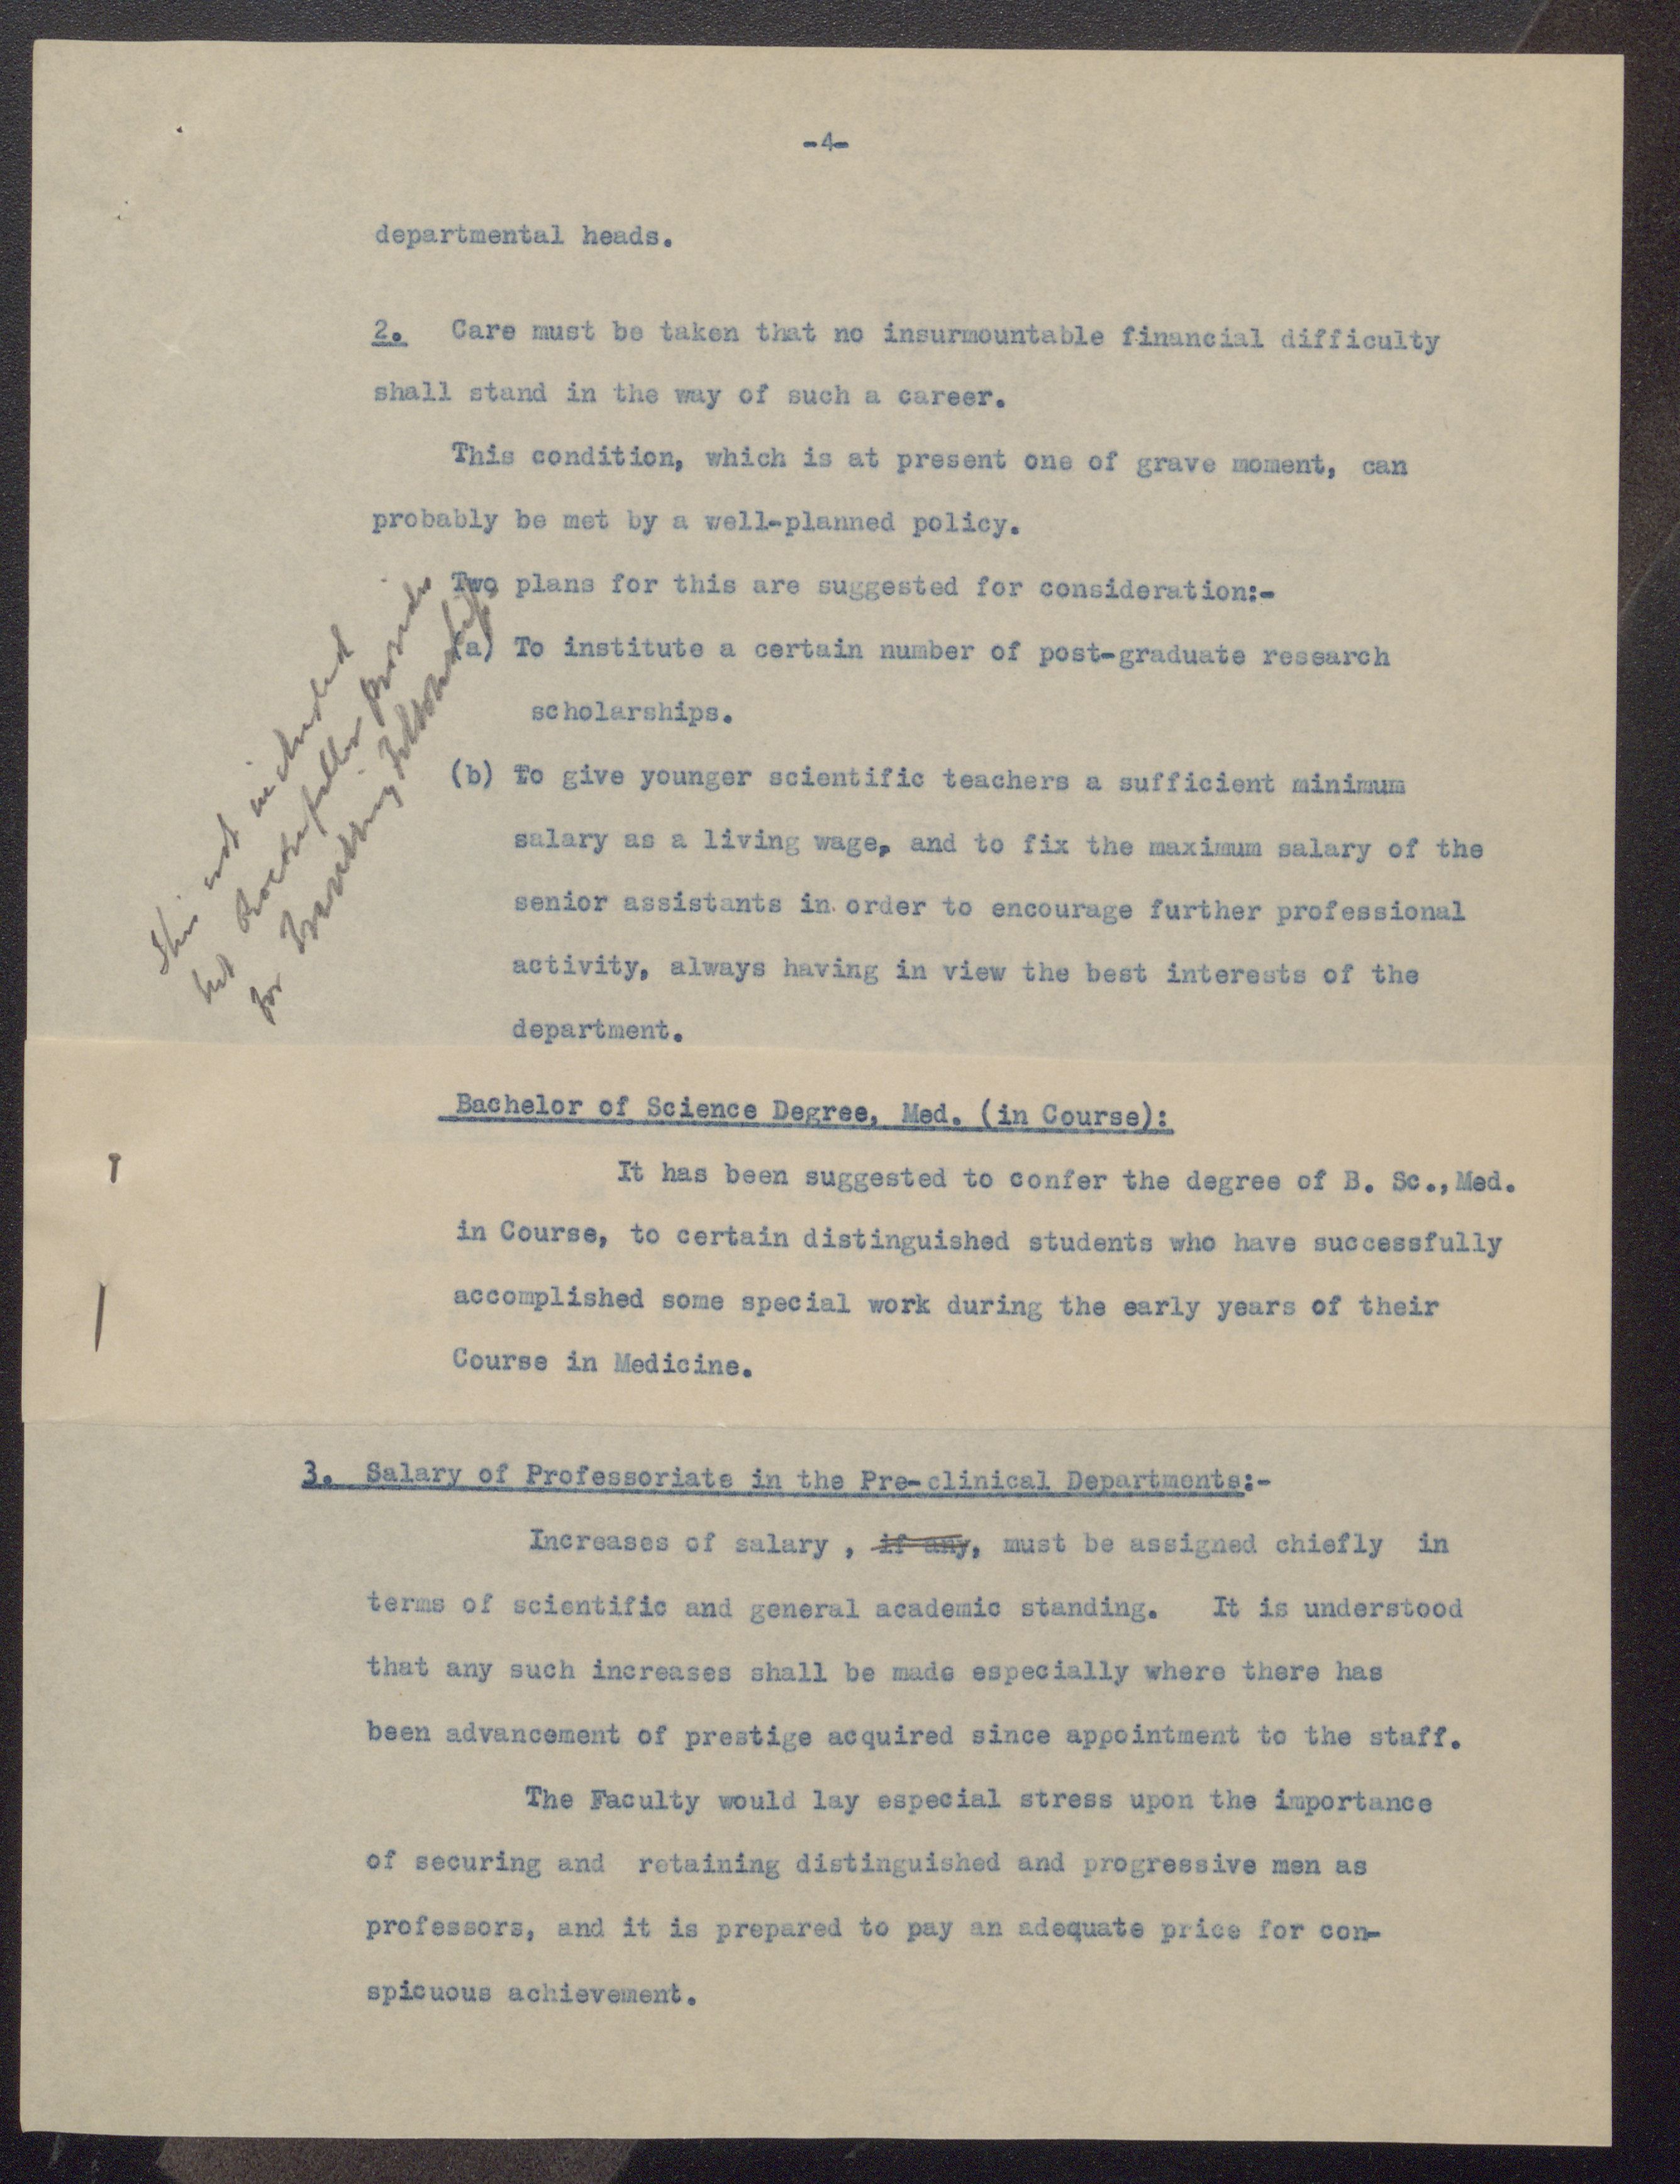 -4-
departmental heads.
2. Care must be taken that no insurmountable financial difficulty
shall stand in the way of such a career.
This condition, which is at present one of grave moment, can
probably be met by a well-planned policy.
Two plans for this are suggested for consideration:-
(a) To institute a certain number of post-graduate research
scholarships.
(b) To give younger scientific teachers a sufficient minimum
salary as a living wage, and to fix the maximum salary of the
senior assistants in order to encourage further professional
activity, always having in view the best interests of the
department.
This not included
but Rockefeller provides
for travelling Fellowships
Bachelor of Science Degree, Med. (in Course):
It has been suggested to confer the degree of B. Sc., Med.
in Course, to certain distinguished students who have successfully
accomplished some special work during the early years of their
Course in Medicine.
3. Salary of Professoriate in the Pre-clinical Departments:-
Increases of salary , if any, must be assigned chiefly in
terms of scientific and general academic standing. It is understood
that any such increases shall be made especially where there has
been advancement of prestige acquired since appointment to the staff.
The Faculty would lay especial stress upon the importance
of securing and retaining distinguished and progressive men as
professors, and it is prepared to pay an adequate price for con-
spicuous achievement.